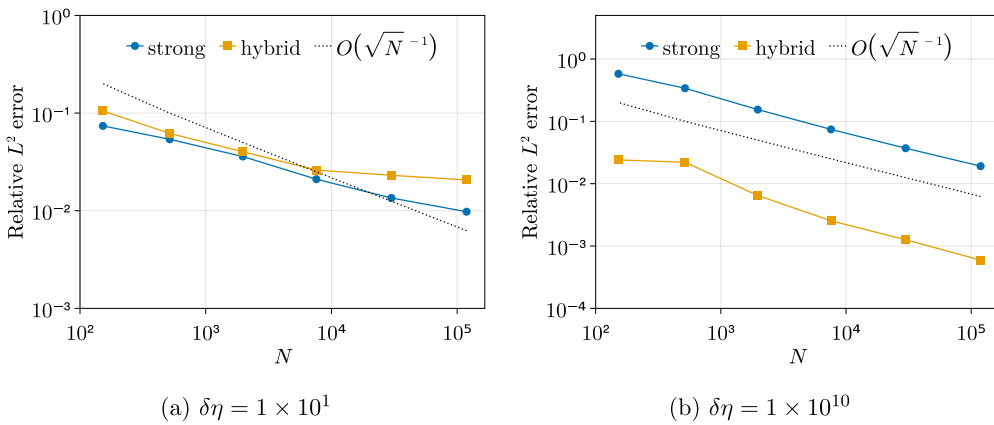 Relative L² error
10⁰
10⁻¹
10⁻²
10⁻³
strong hybrid O(√N ⁻¹)
10² 10³ 10⁴ 10⁵
N
(a) δη = 1 × 10¹
Relative L² error
10⁰
10⁻¹
10⁻²
10⁻³
10⁻⁴
strong hybrid O(√N ⁻¹)
10² 10³ 10⁴ 10⁵
N
(b) δη = 1 × 10¹⁰